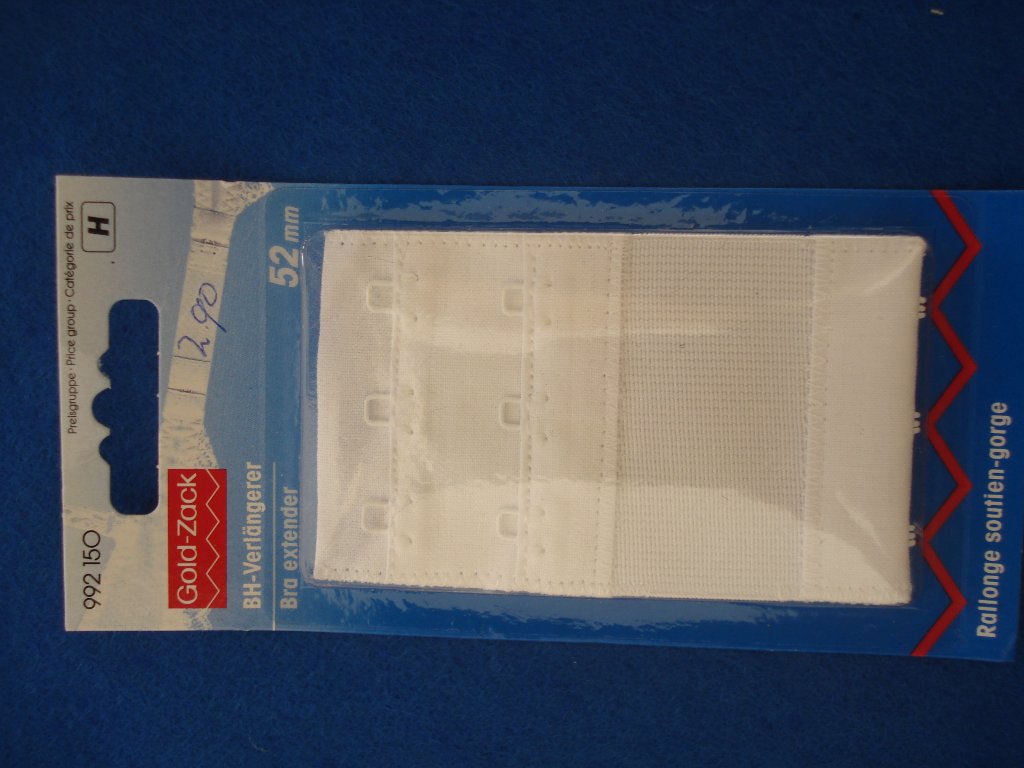 992 150
Preisgruppe · Price group · Catégorie de prix
H
2.90
Gold-Zack
BH-Verlängerer
Bra extender
52 mm
Rallonge soutien-gorge